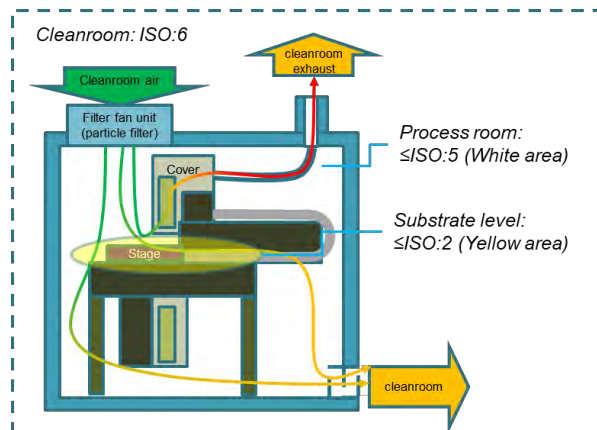 Cleanroom: ISO:6
cleanroom
exhaust
Cleanroom air
Filter fan unit
(particle filter)
Process room:
≤ISO:5 (White area)
Cover
Substrate level:
≤ISO:2 (Yellow area)
Stage
cleanroom